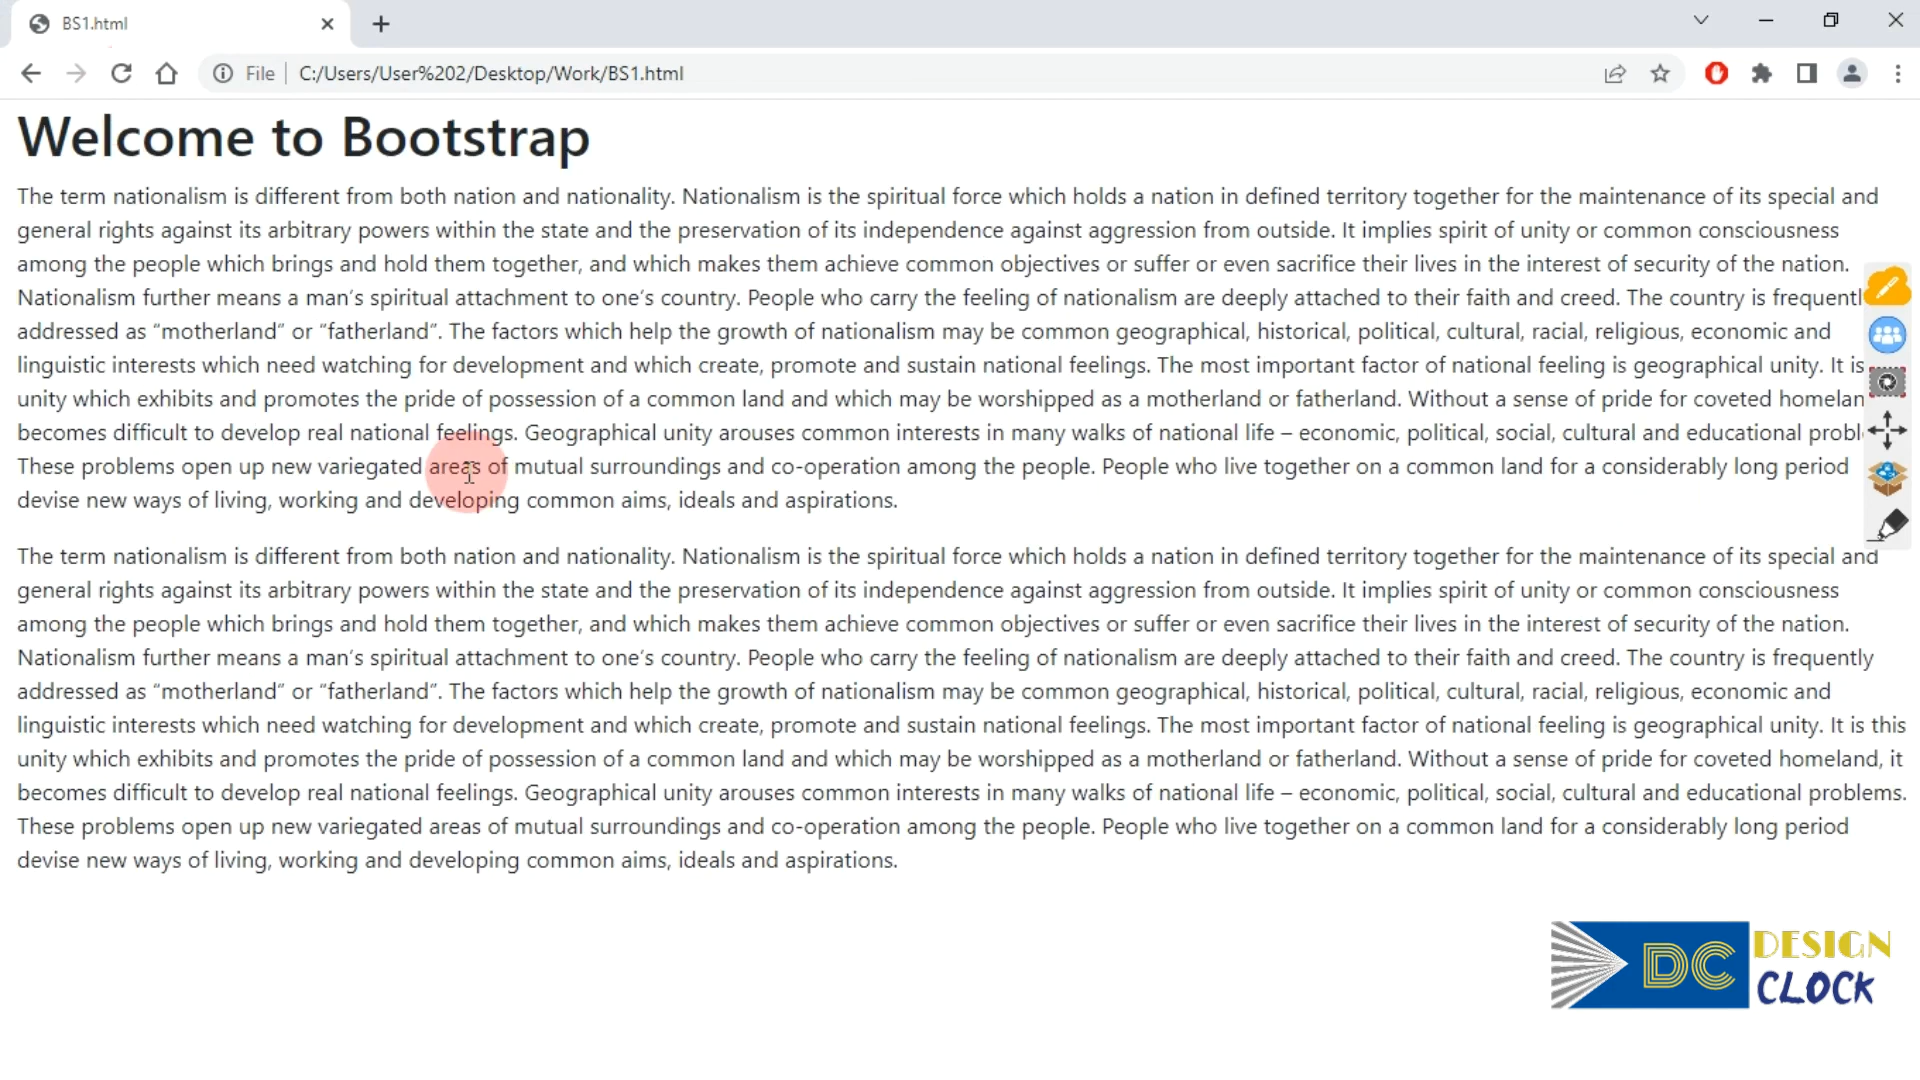 BS1.html
File
C:/Users/User%202/Desktop/Work/BS1.html
Welcome to Bootstrap
The term nationalism is different from both nation and nationality. Nationalism is the spiritual force which holds a nation in defined territory together for the maintenance of its special and
general rights against its arbitrary powers within the state and the preservation of its independence against aggression from outside. It implies spirit of unity or common consciousness
among the people which brings and hold them together, and which makes them achieve common objectives or suffer or even sacrifice their lives in the interest of security of the nation.
Nationalism further means a man's spiritual attachment to one's country. People who carry the feeling of nationalism are deeply attached to their faith and creed. The country is frequentl
addressed as “motherland” or “fatherland”. The factors which help the growth of nationalism may be common geographical, historical, political, cultural, racial, religious, economic and
linguistic interests which need watching for development and which create, promote and sustain national feelings. The most important factor of national feeling is geographical unity. It is
unity which exhibits and promotes the pride of possession of a common land and which may be worshipped as a motherland or fatherland. Without a sense of pride for coveted homelan
becomes difficult to develop real national feelings. Geographical unity arouses common interests in many walks of national life – economic, political, social, cultural and educational probl
These problems open up new variegated areas of mutual surroundings and co-operation among the people. People who live together on a common land for a considerably long period
devise new ways of living, working and developing common aims, ideals and aspirations.
The term nationalism is different from both nation and nationality. Nationalism is the spiritual force which holds a nation in defined territory together for the maintenance of its special and
general rights against its arbitrary powers within the state and the preservation of its independence against aggression from outside. It implies spirit of unity or common consciousness
among the people which brings and hold them together, and which makes them achieve common objectives or suffer or even sacrifice their lives in the interest of security of the nation.
Nationalism further means a man's spiritual attachment to one's country. People who carry the feeling of nationalism are deeply attached to their faith and creed. The country is frequently
addressed as “motherland” or “fatherland”. The factors which help the growth of nationalism may be common geographical, historical, political, cultural, racial, religious, economic and
linguistic interests which need watching for development and which create, promote and sustain national feelings. The most important factor of national feeling is geographical unity. It is this
unity which exhibits and promotes the pride of possession of a common land and which may be worshipped as a motherland or fatherland. Without a sense of pride for coveted homeland, it
becomes difficult to develop real national feelings. Geographical unity arouses common interests in many walks of national life – economic, political, social, cultural and educational problems.
These problems open up new variegated areas of mutual surroundings and co-operation among the people. People who live together on a common land for a considerably long period
devise new ways of living, working and developing common aims, ideals and aspirations.
DC
DESIGN
CLOCK